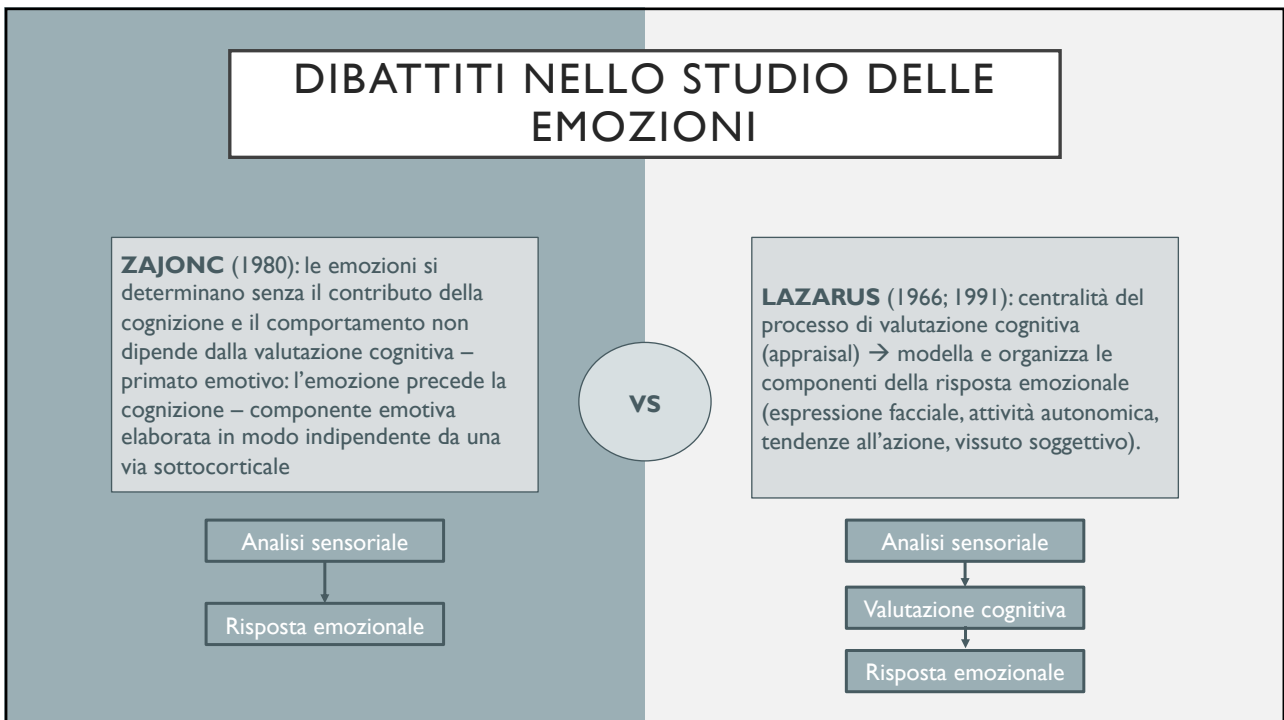 DIBATTITI NELLO STUDIO DELLE
EMOZIONI
ZAJONC (1980): le emozioni si
determinano senza il contributo della
cognizione e il comportamento non
dipende dalla valutazione cognitiva –
primato emotivo: l’emozione precede la
cognizione – componente emotiva
elaborata in modo indipendente da una
via sottocorticale
Analisi sensoriale
Risposta emozionale
VS
LAZARUS (1966; 1991): centralità del
processo di valutazione cognitiva
(appraisal) → modella e organizza le
componenti della risposta emozionale
(espressione facciale, attività autonomica,
tendenze all’azione, vissuto soggettivo).
Analisi sensoriale
Valutazione cognitiva
Risposta emozionale